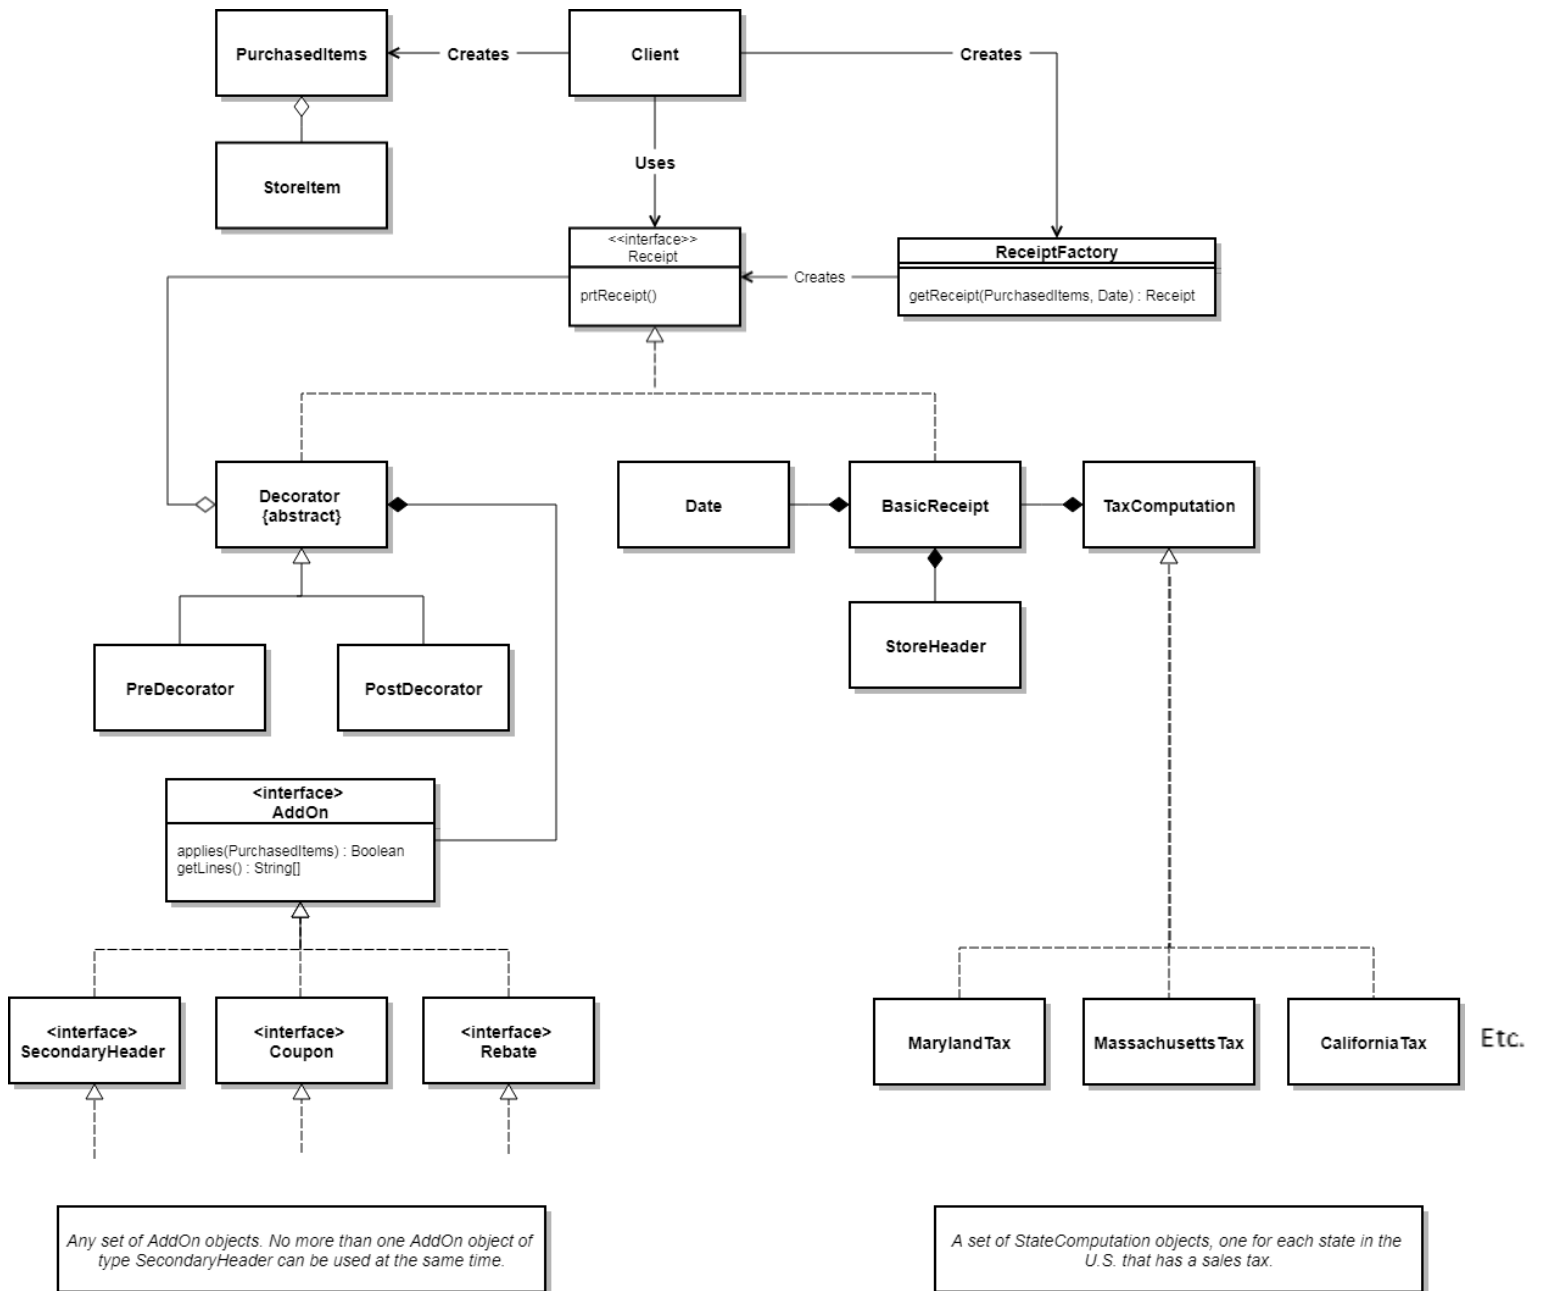 PurchasedItems
Creates
Client
Creates
StoreItem
Uses
<<interface>>
Receipt
prtReceipt()
Creates
ReceiptFactory
getReceipt(PurchasedItems, Date) : Receipt
Decorator
{abstract}
Date
BasicReceipt
TaxComputation
StoreHeader
PreDecorator
PostDecorator
<interface>
AddOn
applies(PurchasedItems) : Boolean
getLines() : String[]
<interface>
SecondaryHeader
<interface>
Coupon
<interface>
Rebate
MarylandTax
MassachusettsTax
CaliforniaTax
Etc.
Any set of AddOn objects. No more than one AddOn object of
type SecondaryHeader can be used at the same time.
A set of StateComputation objects, one for each state in the
U.S. that has a sales tax.